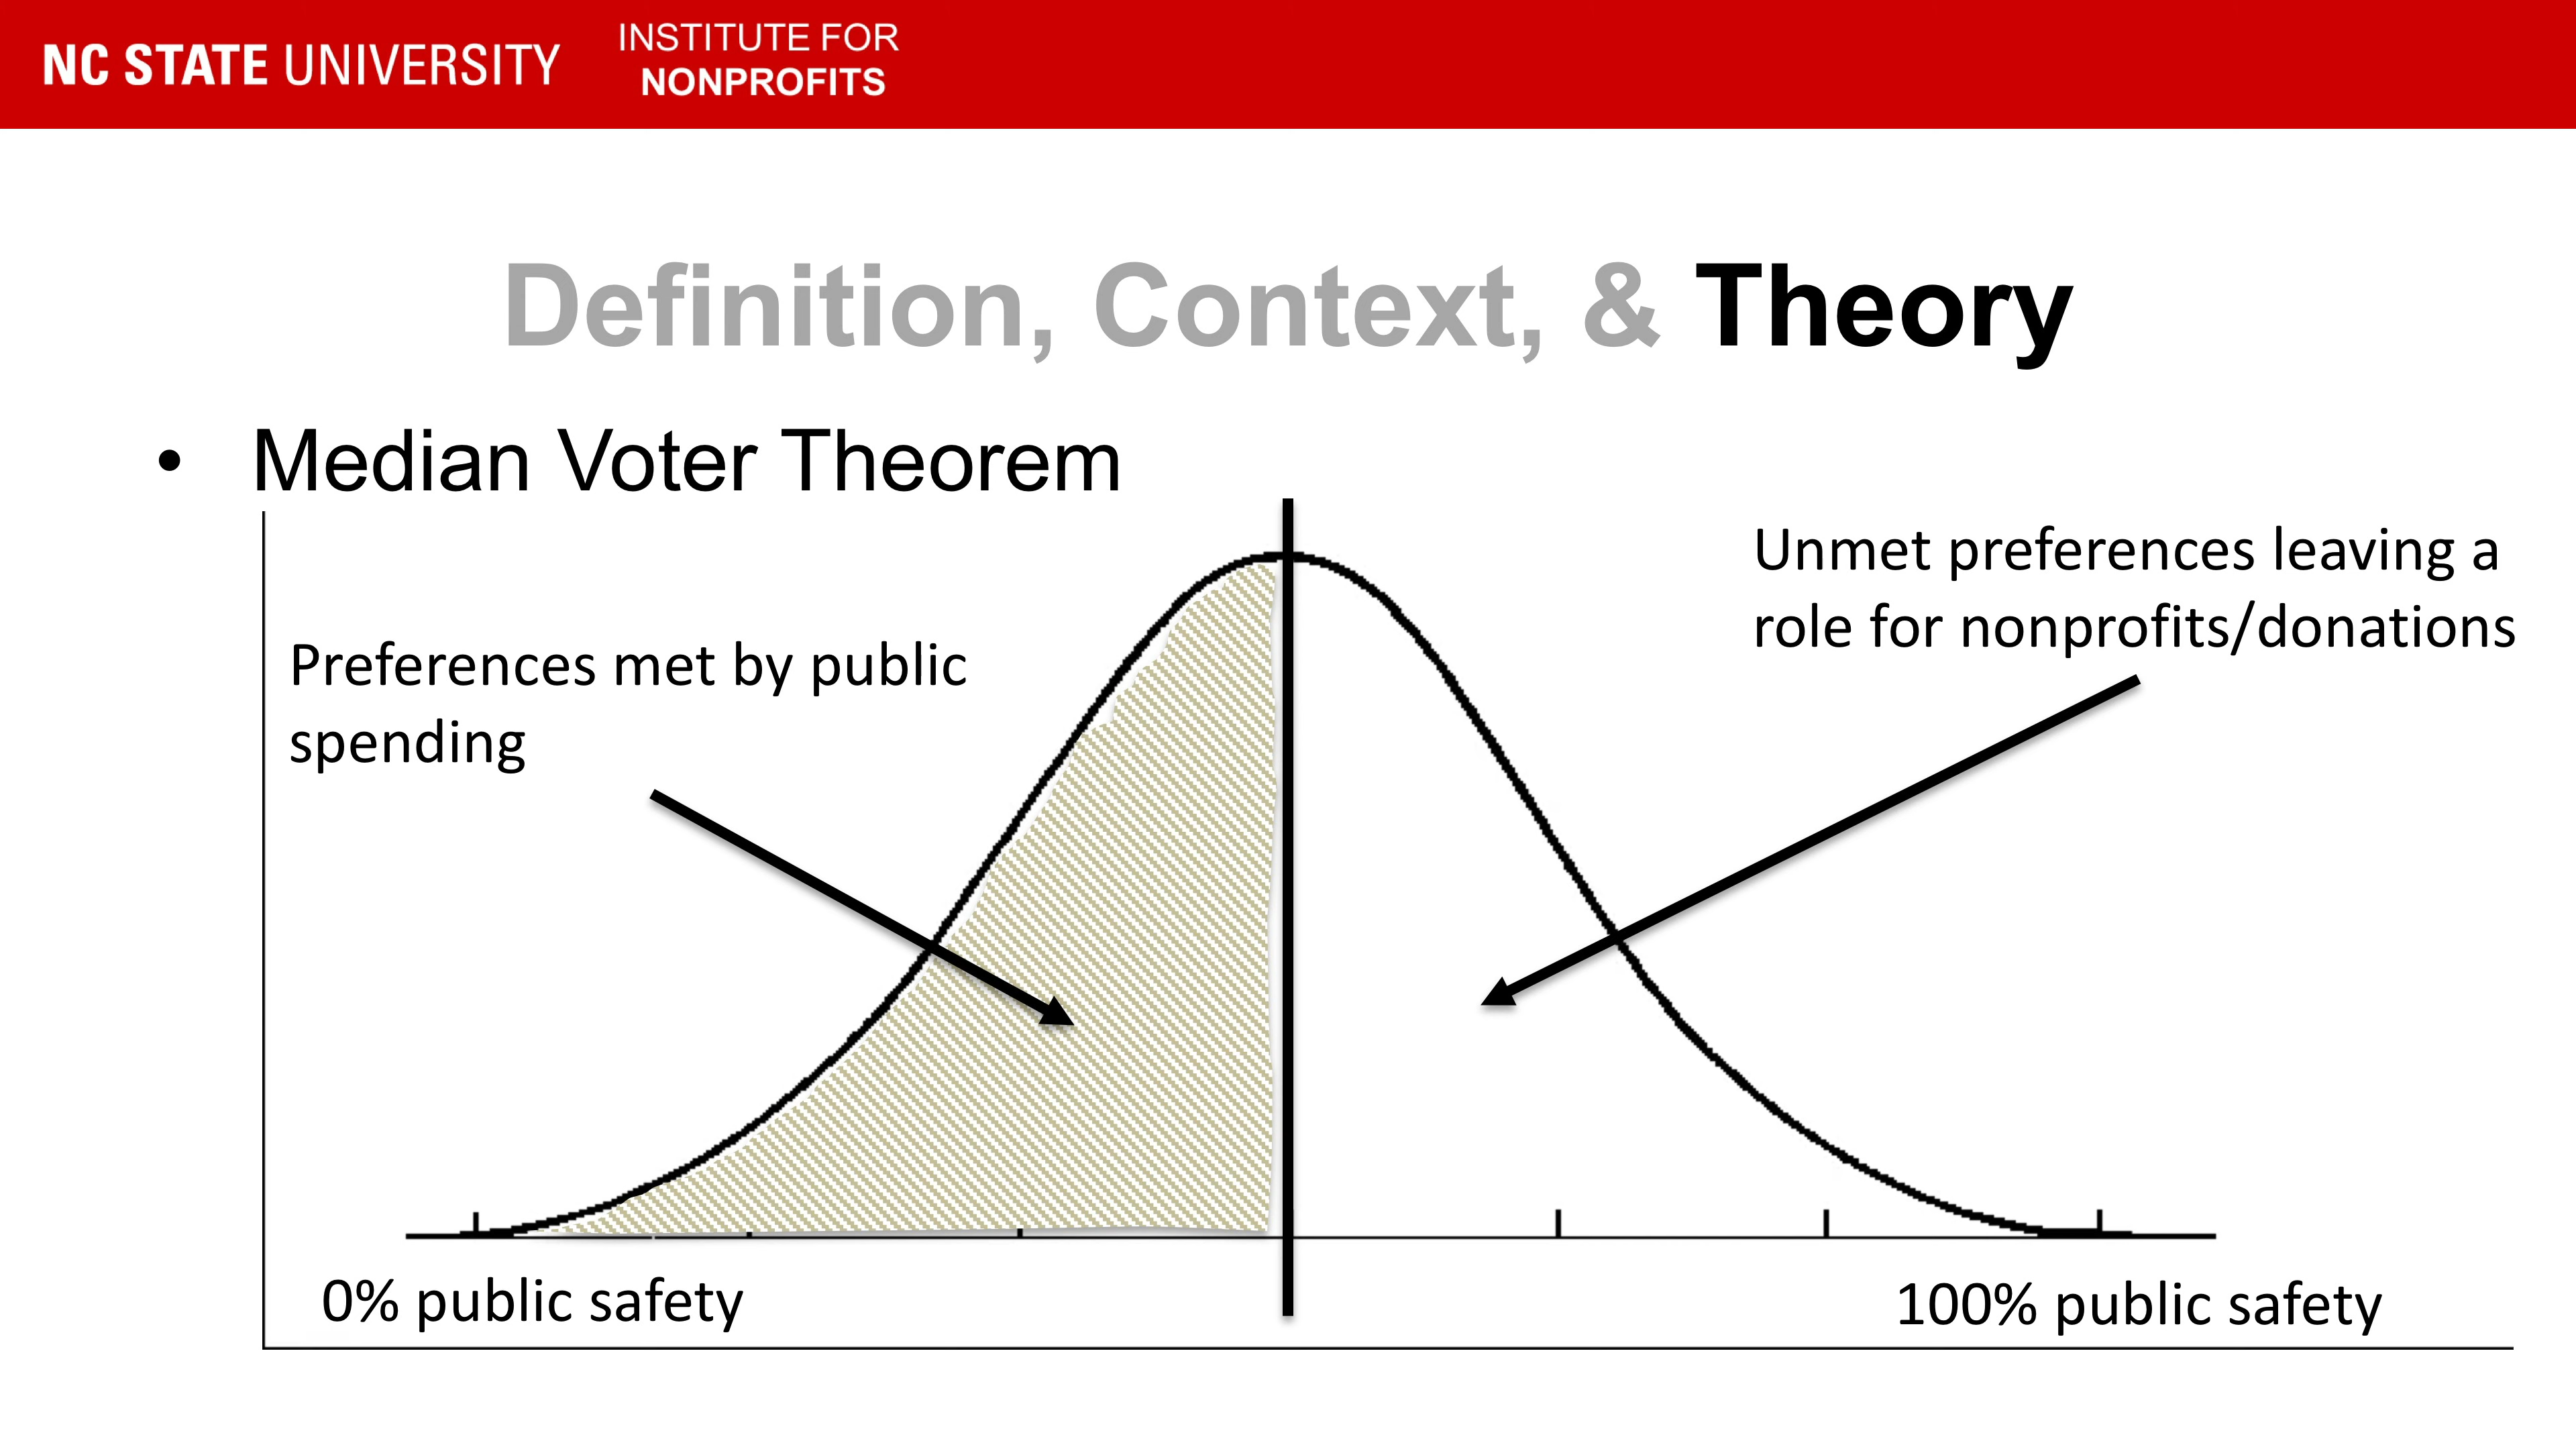 NC STATE UNIVERSITY
INSTITUTE FOR
NONPROFITS
Definition, Context, & Theory
• Median Voter Theorem
Unmet preferences leaving a
role for nonprofits/donations
Preferences met by public
spending
0% public safety
100% public safety